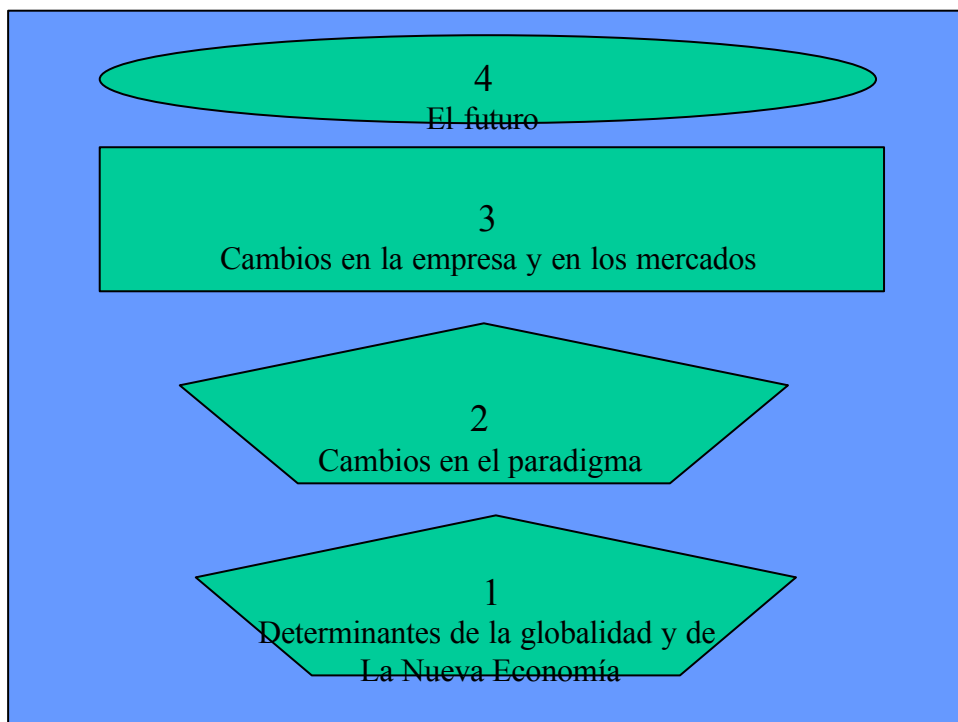 4
El futuro
3
Cambios en la empresa y en los mercados
2
Cambios en el paradigma
1
Determinantes de la globalidad y de
La Nueva Economía